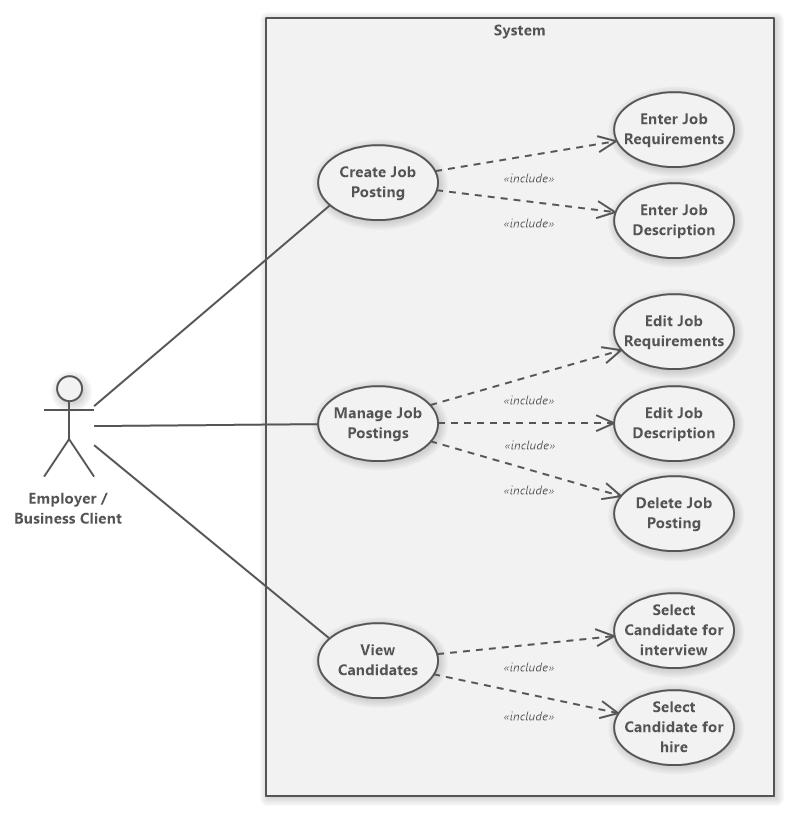 System
Enter Job
Requirements
Create Job
Posting
«include»
Enter Job
Description
«include»
Edit Job
Requirements
«include»
Manage Job
Postings
Edit Job
Description
«include»
Employer /
Business Client
«include»
Delete Job
Posting
Select
Candidate for
interview
View
Candidates
«include»
Select
Candidate for
hire
«include»